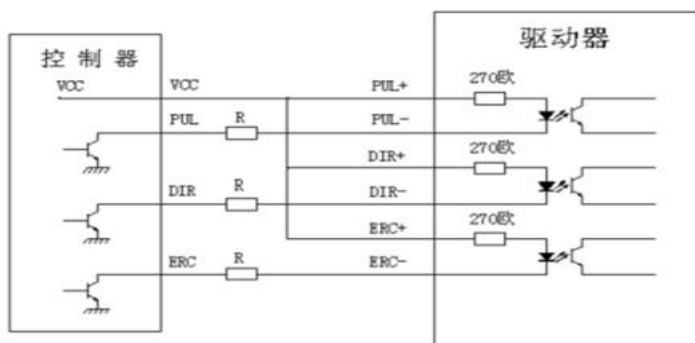 控制器
驱动器
VCC
VCC
PUL+
270欧
PUL
R
PUL-
DIR+
270欧
DIR
R
DIR-
ERC+
270欧
ERC
R
ERC-